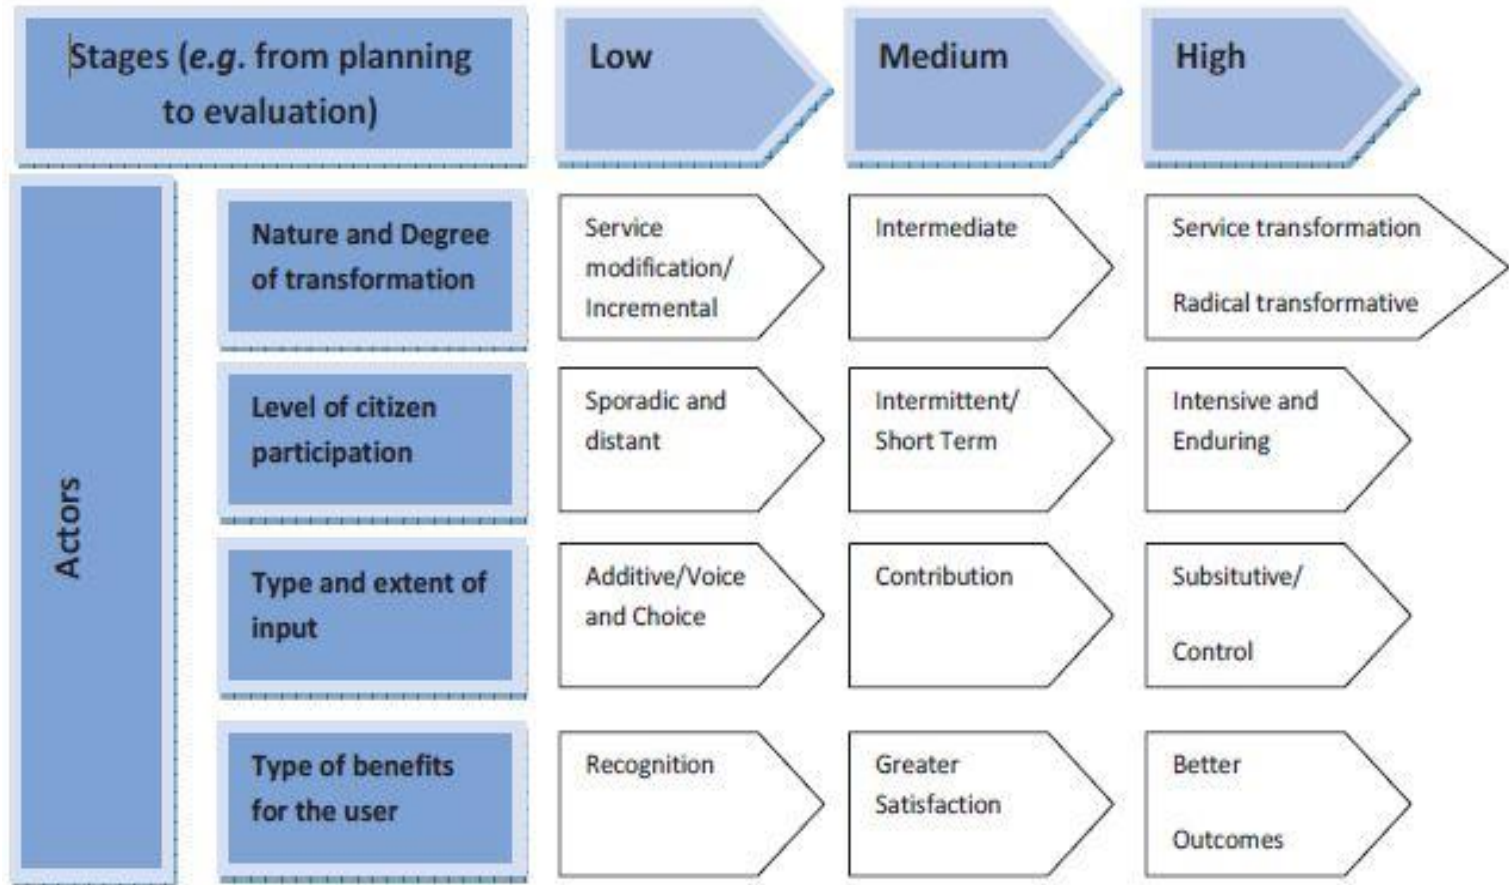 Stages (e.g. from planning
to evaluation)
Low
Medium
High
Actors
Nature and Degree
of transformation
Service
modification/
Incremental
Intermediate
Service transformation
Radical transformative
Level of citizen
participation
Sporadic and
distant
Intermittent/
Short Term
Intensive and
Enduring
Type and extent of
input
Additive/Voice
and Choice
Contribution
Subsitutive/
Control
Type of benefits
for the user
Recognition
Greater
Satisfaction
Better
Outcomes